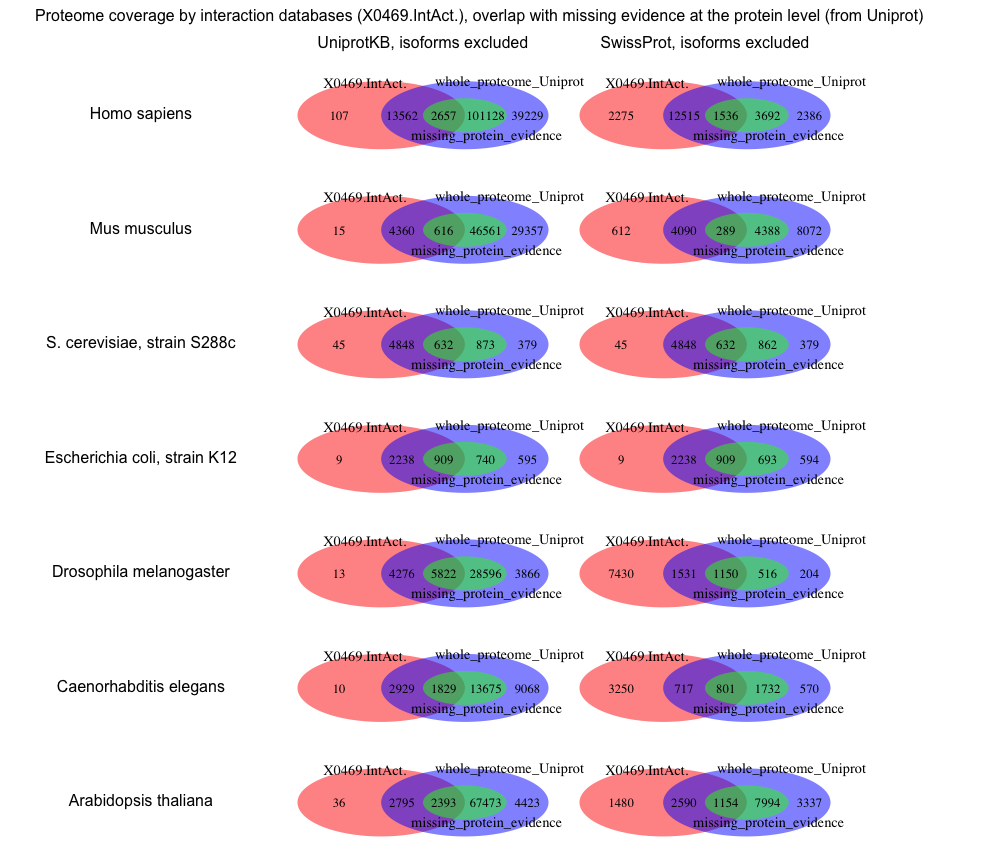 Proteome coverage by interaction databases (X0469.IntAct.), overlap with missing evidence at the protein level (from Uniprot)
UniprotKB, isoforms excluded SwissProt, isoforms excluded
X0469.IntAct. whole_proteome_Uniprot X0469.IntAct. whole_proteome_Uniprot
Homo sapiens 107 13562 2657 101128 39229 2275 12515 1536 3692 2386
missing_protein_evidence missing_protein_evidence
X0469.IntAct. whole_proteome_Uniprot X0469.IntAct. whole_proteome_Uniprot
Mus musculus 15 4360 616 46561 29357 612 4090 289 4388 8072
missing_protein_evidence missing_protein_evidence
X0469.IntAct. whole_proteome_Uniprot X0469.IntAct. whole_proteome_Uniprot
S. cerevisiae, strain S288c 45 4848 632 873 379 45 4848 632 862 379
missing_protein_evidence missing_protein_evidence
X0469.IntAct. whole_proteome_Uniprot X0469.IntAct. whole_proteome_Uniprot
Escherichia coli, strain K12 9 2238 909 740 595 9 2238 909 693 594
missing_protein_evidence missing_protein_evidence
X0469.IntAct. whole_proteome_Uniprot X0469.IntAct. whole_proteome_Uniprot
Drosophila melanogaster 13 4276 5822 28596 3866 7430 1531 1150 516 204
missing_protein_evidence missing_protein_evidence
X0469.IntAct. whole_proteome_Uniprot X0469.IntAct. whole_proteome_Uniprot
Caenorhabditis elegans 10 2929 1829 13675 9068 3250 717 801 1732 570
missing_protein_evidence missing_protein_evidence
X0469.IntAct. whole_proteome_Uniprot X0469.IntAct. whole_proteome_Uniprot
Arabidopsis thaliana 36 2795 2393 67473 4423 1480 2590 1154 7994 3337
missing_protein_evidence missing_protein_evidence